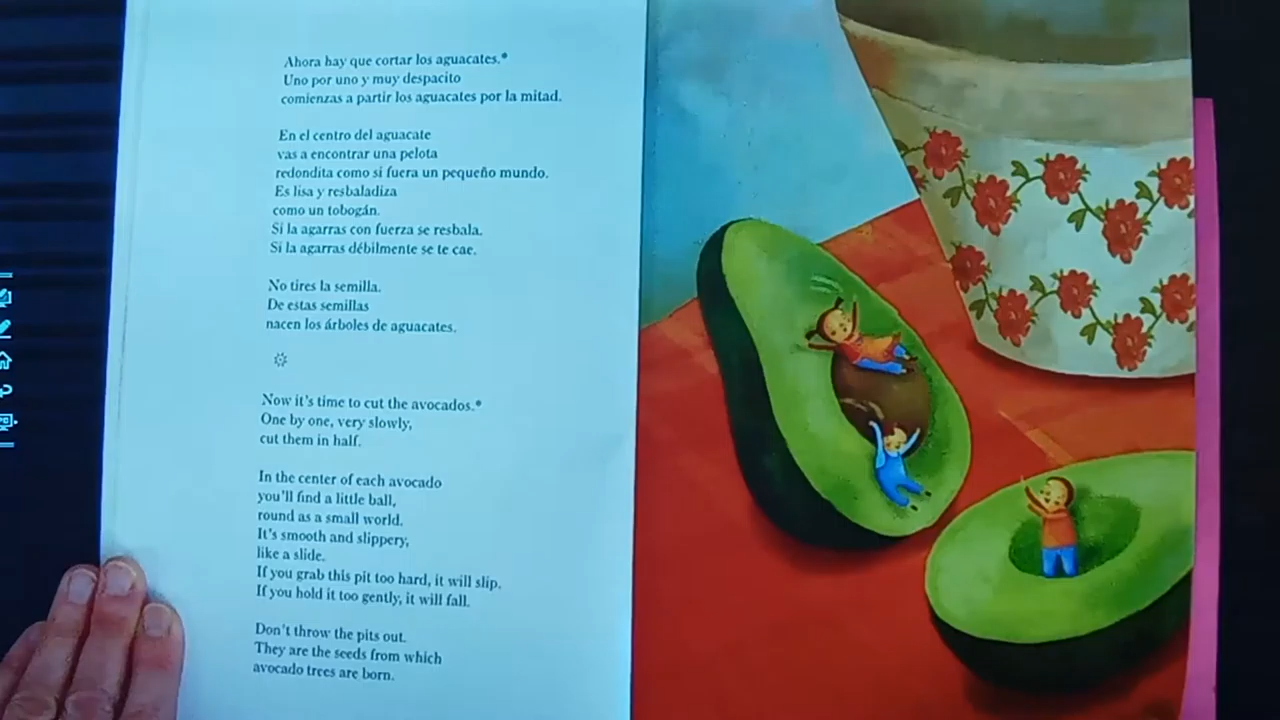 Ahora hay que cortar los aguacates.*
Uno por uno y muy despacito
comienzas a partir los aguacates por la mitad.
En el centro del aguacate
vas a encontrar una pelota
redondita como si fuera un pequeño mundo.
Es lisa y resbaladiza
como un tobogán.
Si la agarras con fuerza se resbala.
Si la agarras débilmente se te cae.
No tires la semilla.
De estas semillas
nacen los árboles de aguacates.
Now it's time to cut the avocados.*
One by one, very slowly,
cut them in half.
In the center of each avocado
you'll find a little ball,
round as a small world.
It's smooth and slippery,
like a slide.
If you grab this pit too hard, it will slip.
If you hold it too gently, it will fall.
Don't throw the pits out.
They are the seeds from which
avocado trees are born.